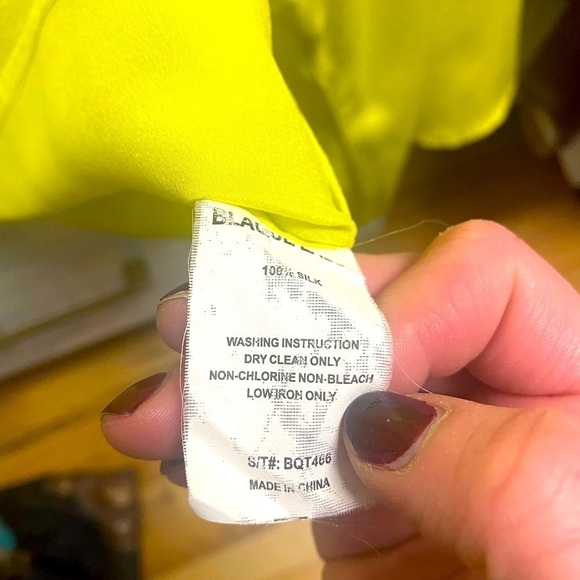 100% SILK
WASHING INSTRUCTION
DRY CLEAN ONLY
NON-CHLORINE NON-BLEACH
LOW IRON ONLY
S/T#: BQT466
MADE IN CHINA